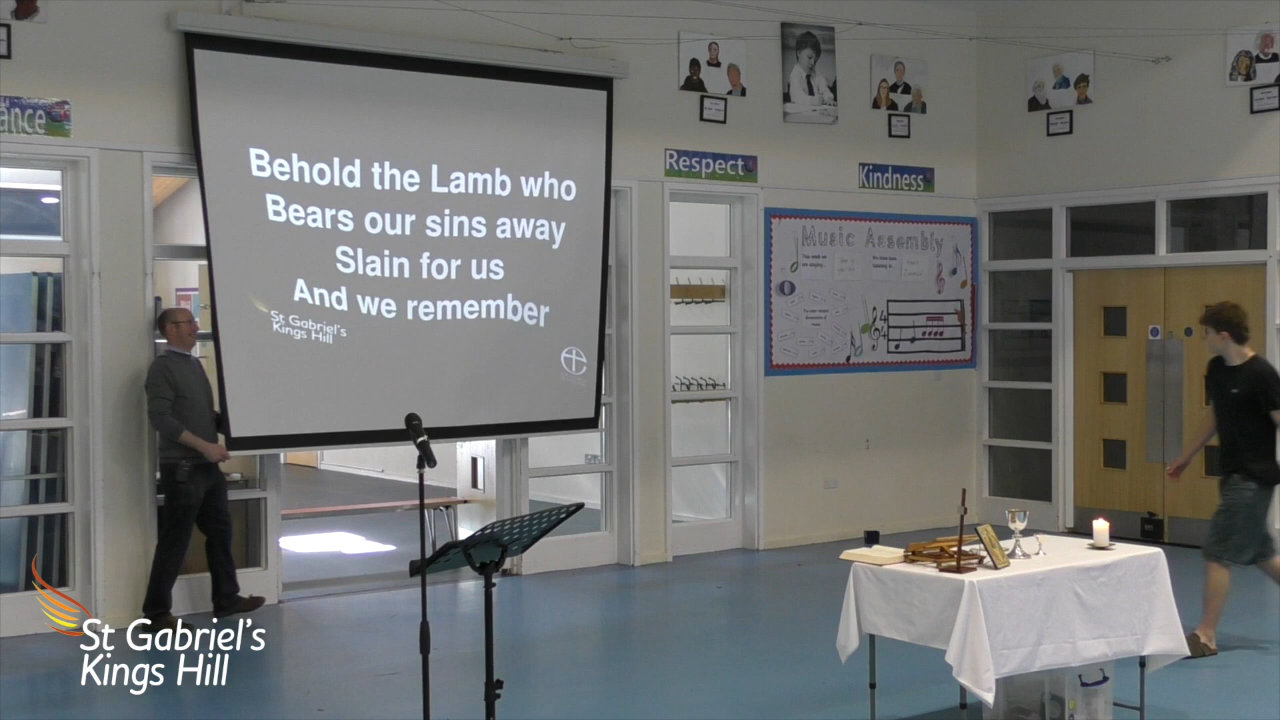 ance
Behold the Lamb who
Bears our sins away
Slain for us
And we remember
St Gabriel's
Kings Hill
Respect
Kindness
Music Assembly
St Gabriel's
Kings Hill